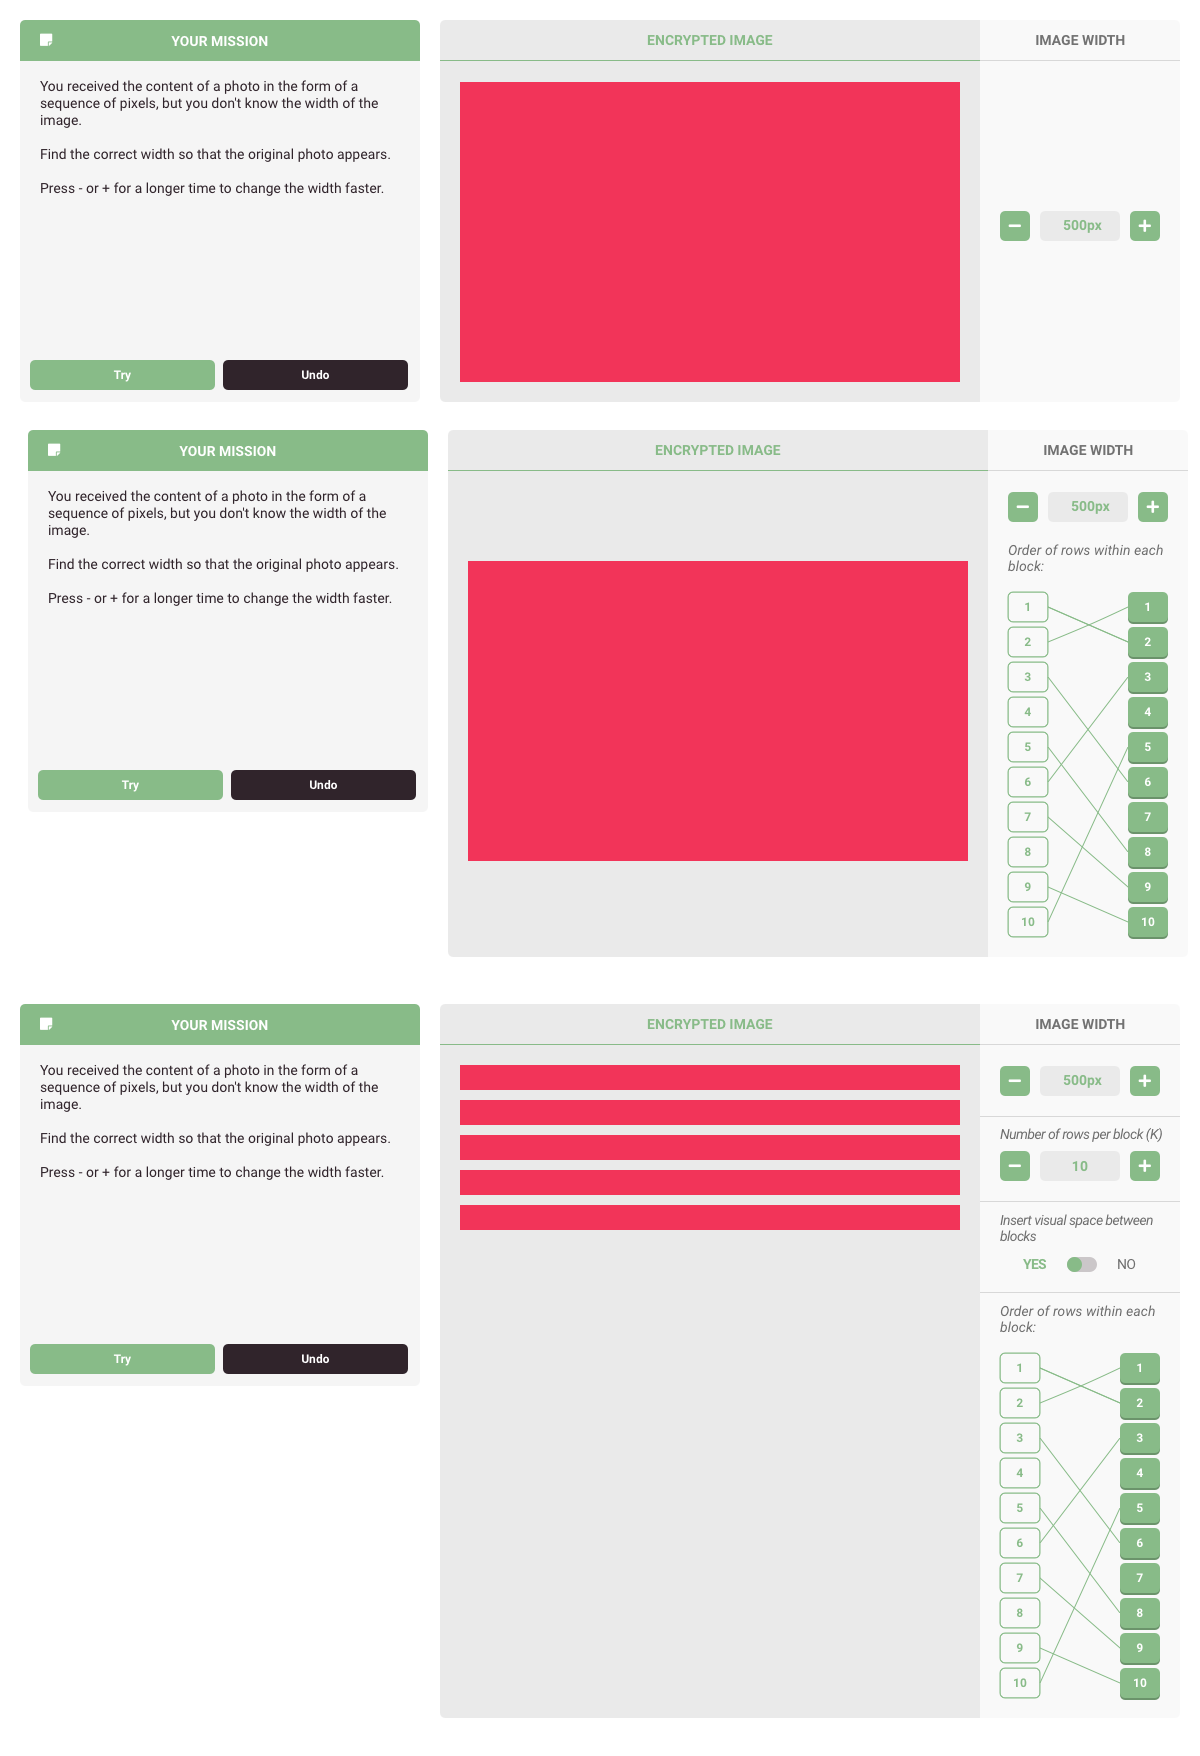 YOUR MISSION
You received the content of a photo in the form of a
sequence of pixels, but you don't know the width of the
image.
Find the correct width so that the original photo appears.
Press - or + for a longer time to change the width faster.
Try
Undo
ENCRYPTED IMAGE
IMAGE WIDTH
500px
YOUR MISSION
You received the content of a photo in the form of a
sequence of pixels, but you don't know the width of the
image.
Find the correct width so that the original photo appears.
Press - or + for a longer time to change the width faster.
Try
Undo
ENCRYPTED IMAGE
IMAGE WIDTH
500px
Order of rows within each
block:
1 1
2 2
3 3
4 4
5 5
6 6
7 7
8 8
9 9
10 10
YOUR MISSION
You received the content of a photo in the form of a
sequence of pixels, but you don't know the width of the
image.
Find the correct width so that the original photo appears.
Press - or + for a longer time to change the width faster.
Try
Undo
ENCRYPTED IMAGE
IMAGE WIDTH
500px
Number of rows per block (K)
10
Insert visual space between
blocks
YES NO
Order of rows within each
block:
1 1
2 2
3 3
4 4
5 5
6 6
7 7
8 8
9 9
10 10